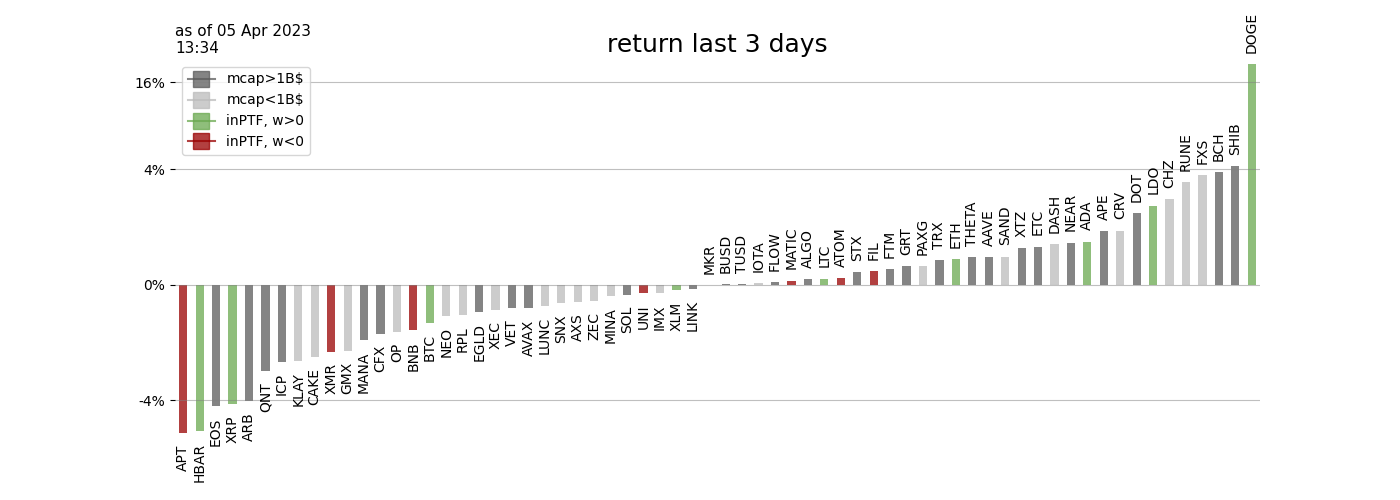 as of 05 Apr 2023
13:34
return last 3 days
mcap>1B$
mcap<1B$
inPTF, w>0
inPTF, w<0
16%
4%
0%
-4%
APT
HBAR
EOS
XRP
ARB
QNT
ICP
KLAY
CAKE
XMR
GMX
MANA
CFX
OP
BNB
BTC
NEO
RPL
EGLD
XEC
VET
AVAX
LUNC
SNX
AXS
ZEC
MINA
SOL
UNI
IMX
XLM
LINK
MKR
BUSD
TUSD
IOTA
FLOW
MATIC
ALGO
LTC
ATOM
STX
FIL
FTM
GRT
PAXG
TRX
ETH
THETA
AAVE
SAND
XTZ
ETC
DASH
NEAR
ADA
APE
CRV
DOT
LDO
CHZ
RUNE
FXS
BCH
SHIB
DOGE